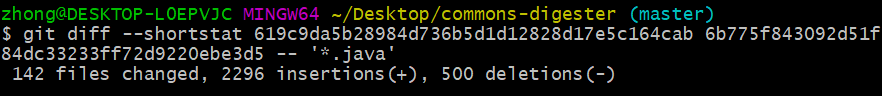 zhong@DESKTOP-L0EPVJC MINGW64 ~/Desktop/commons-digester (master)
$ git diff --shortstat 619c9da5b28984d736b5d1d12828d17e5c164cab 6b775f843092d51f
84dc33233ff72d9220ebe3d5 -- '*.java'
 142 files changed, 2296 insertions(+), 500 deletions(-)